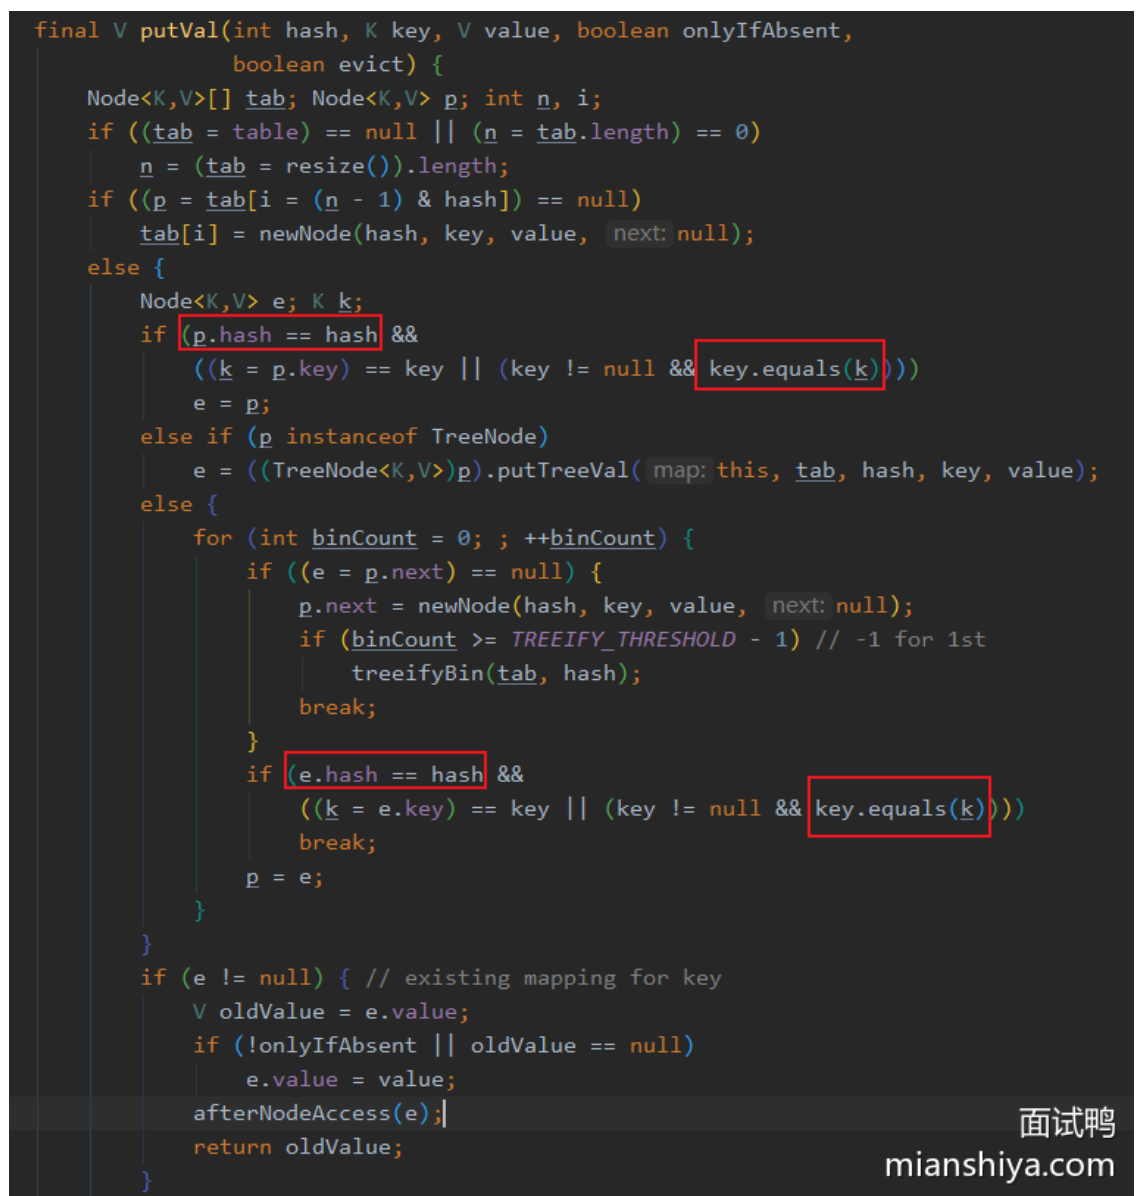 final V putVal(int hash, K key, V value, boolean onlyIfAbsent,
boolean evict) {
Node<K,V>[] tab; Node<K,V> p; int n, i;
if ((tab = table) == null || (n = tab.length) == 0)
n = (tab = resize()).length;
if ((p = tab[i = (n - 1) & hash]) == null)
tab[i] = newNode(hash, key, value, next: null);
else {
Node<K,V> e; K k;
if (p.hash == hash &&
((k = p.key) == key || (key != null && key.equals(k))))
e = p;
else if (p instanceof TreeNode)
e = ((TreeNode<K,V>)p).putTreeVal( map: this, tab, hash, key, value);
else {
for (int binCount = 0; ; ++binCount) {
if ((e = p.next) == null) {
p.next = newNode(hash, key, value, next: null);
if (binCount >= TREEIFY_THRESHOLD - 1) // -1 for 1st
treeifyBin(tab, hash);
break;
}
if (e.hash == hash &&
((k = e.key) == key || (key != null && key.equals(k))))
break;
p = e;
}
}
if (e != null) { // existing mapping for key
V oldValue = e.value;
if (!onlyIfAbsent || oldValue == null)
e.value = value;
afterNodeAccess(e);
return oldValue;
}
面试鸭
mianshiya.com